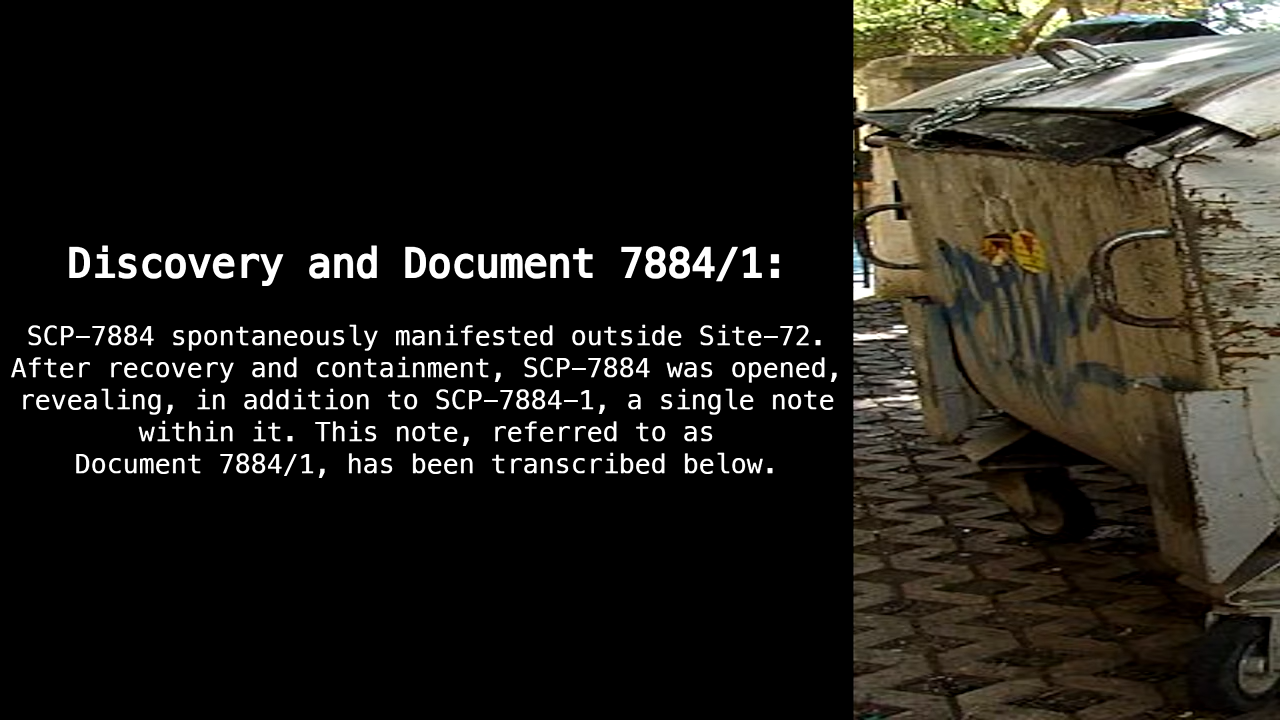 Discovery and Document 7884/1:
SCP-7884 spontaneously manifested outside Site-72.
After recovery and containment, SCP-7884 was opened,
revealing, in addition to SCP-7884-1, a single note
within it. This note, referred to as
Document 7884/1, has been transcribed below.